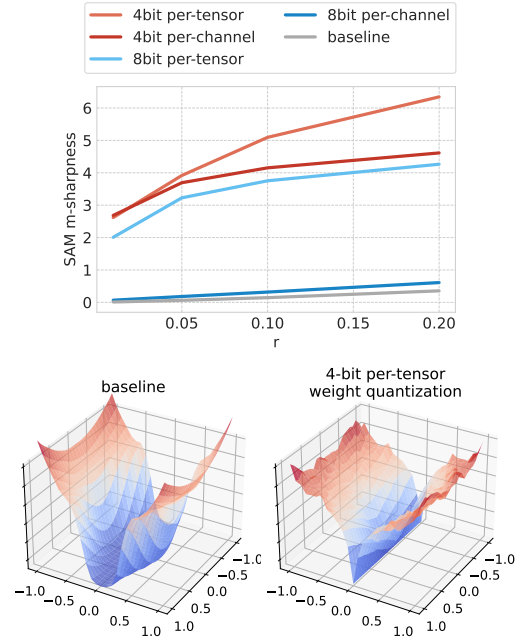 4bit per-tensor
4bit per-channel
8bit per-tensor
8bit per-channel
baseline
6
5
4
3
2
1
0
SAM m-sharpness
0.05 0.10 0.15 0.20
r
baseline
−1.0 −0.5 0.0 0.5 1.0
1.0 0.5 0.0 −0.5 −1.0
4-bit per-tensor
weight quantization
−1.0 −0.5 0.0 0.5 1.0
1.0 0.5 0.0 −0.5 −1.0